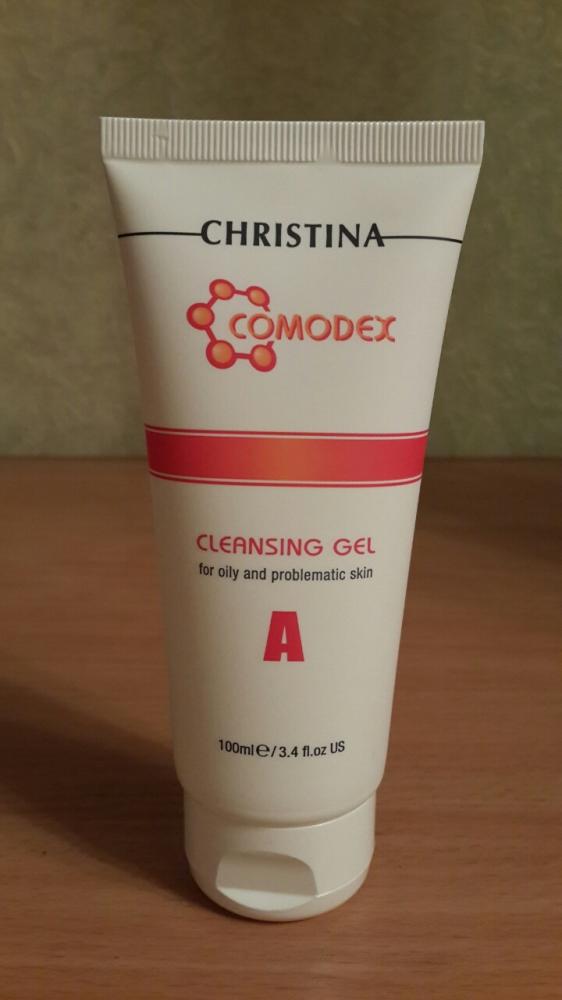 CHRISTINA
COMODEX
CLEANSING GEL
for oily and problematic skin
A
100ml℮/3.4 fl.oz US